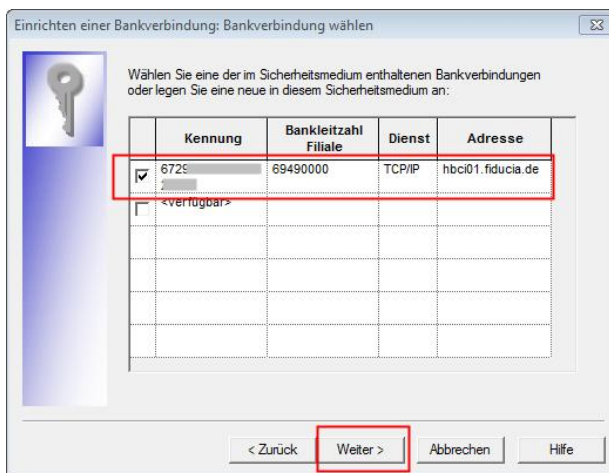 Einrichten einer Bankverbindung: Bankverbindung wählen
Wählen Sie eine der im Sicherheitsmedium enthaltenen Bankverbindungen
oder legen Sie eine neue in diesem Sicherheitsmedium an:
Kennung Bankleitzahl Filiale Dienst Adresse
6729 69490000 TCP/IP hbci01.fiducia.de
<verfügbar>
< Zurück Weiter > Abbrechen Hilfe